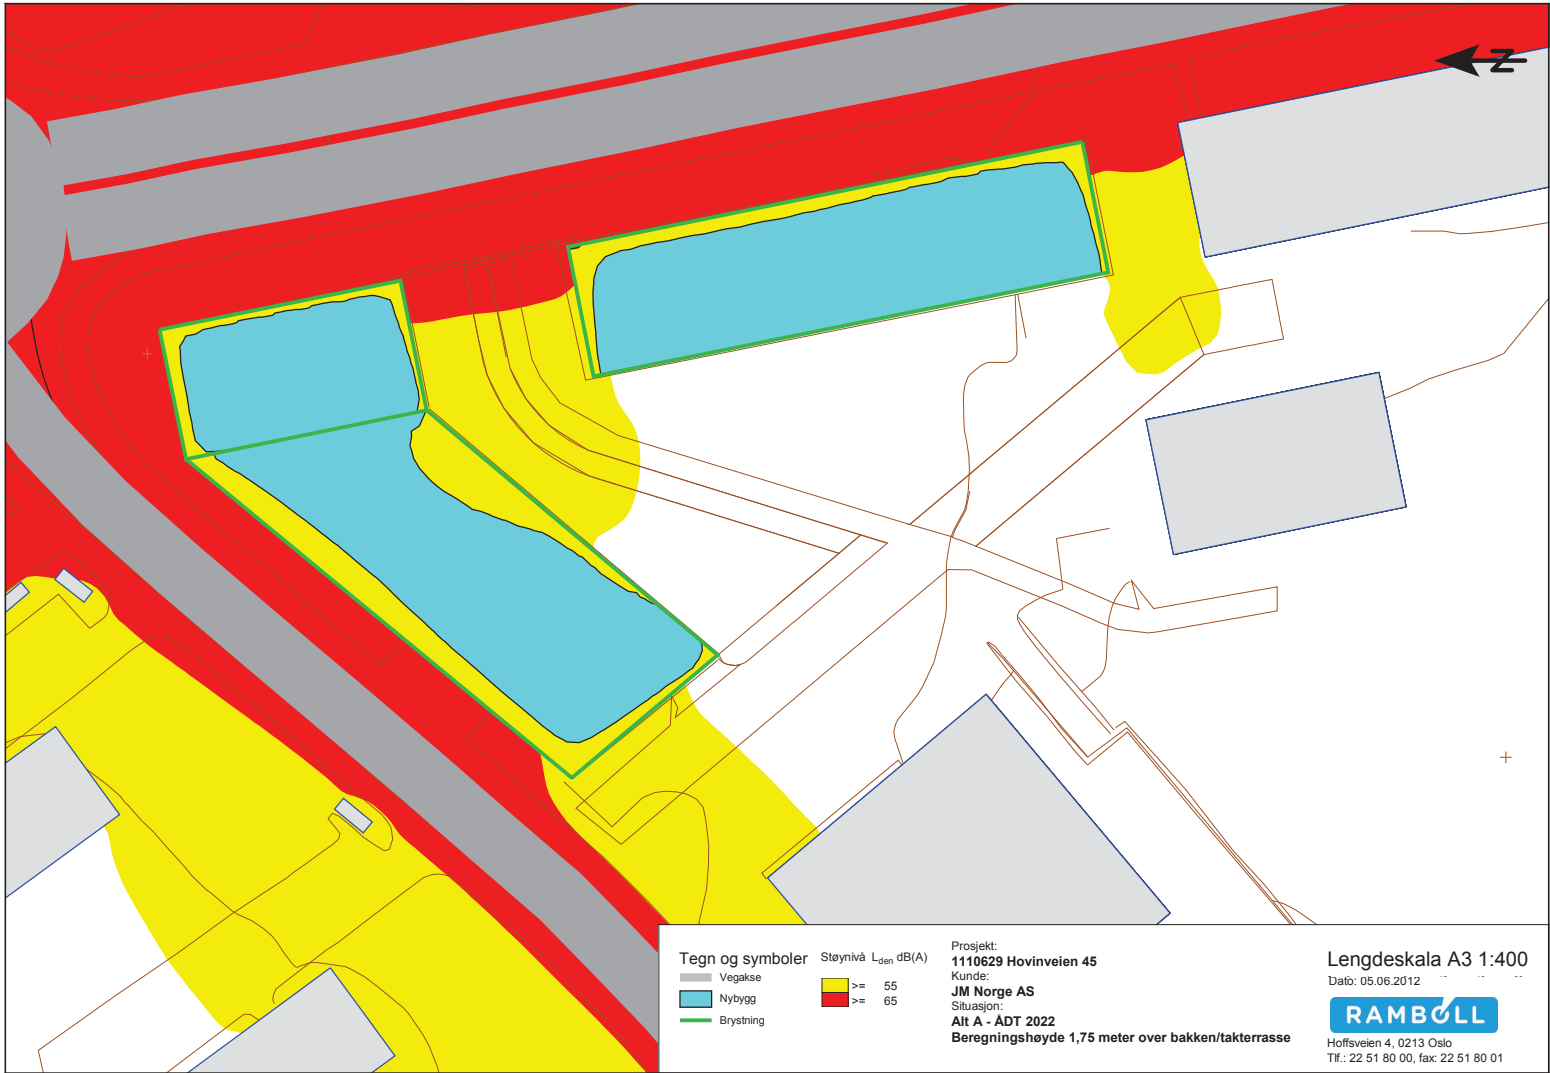 Z
Tegn og symboler
Vegakse
Nybygg
Brystning
Støynivå Lden dB(A)
>= 55
>= 65
Prosjekt:
1110629 Hovinveien 45
Kunde:
JM Norge AS
Situasjon:
Alt A - ÅDT 2022
Beregningshøyde 1,75 meter over bakken/takterrasse
Lengdeskala A3 1:400
Dato: 05.06.2012
RAMBOLL
Hoffsveien 4, 0213 Oslo
Tlf.: 22 51 80 00, fax: 22 51 80 01